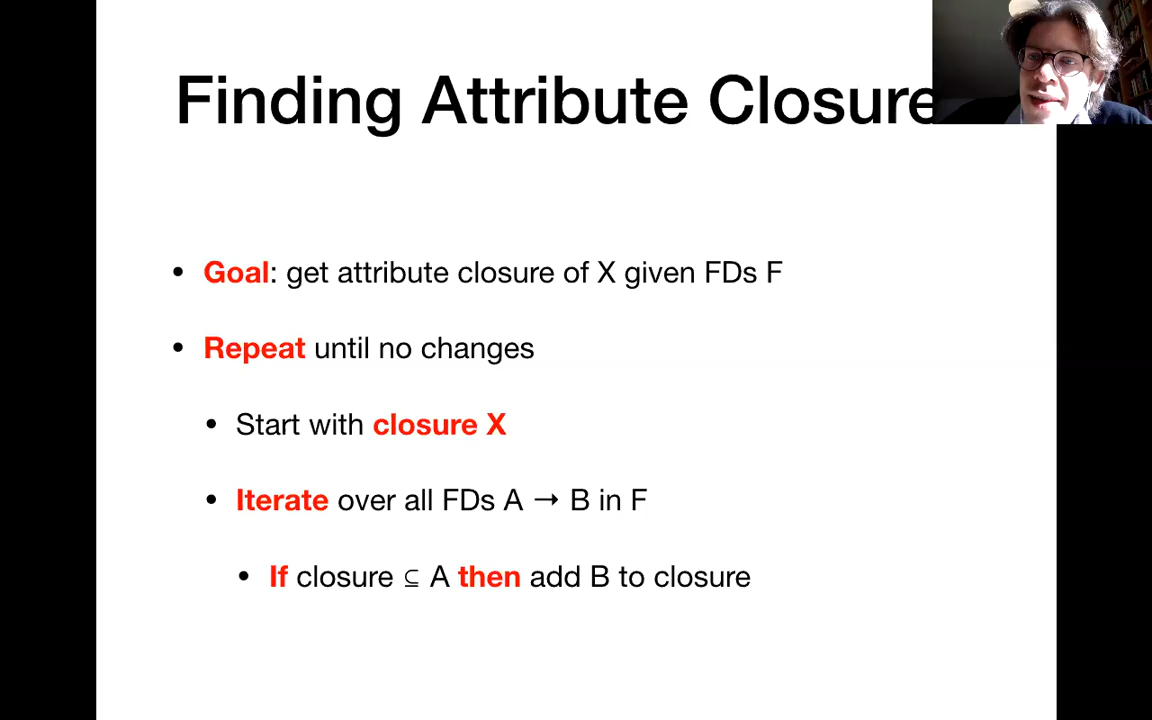 Finding Attribute Closure
• Goal: get attribute closure of X given FDs F
• Repeat until no changes
• Start with closure X
• Iterate over all FDs A → B in F
• If closure ⊆ A then add B to closure